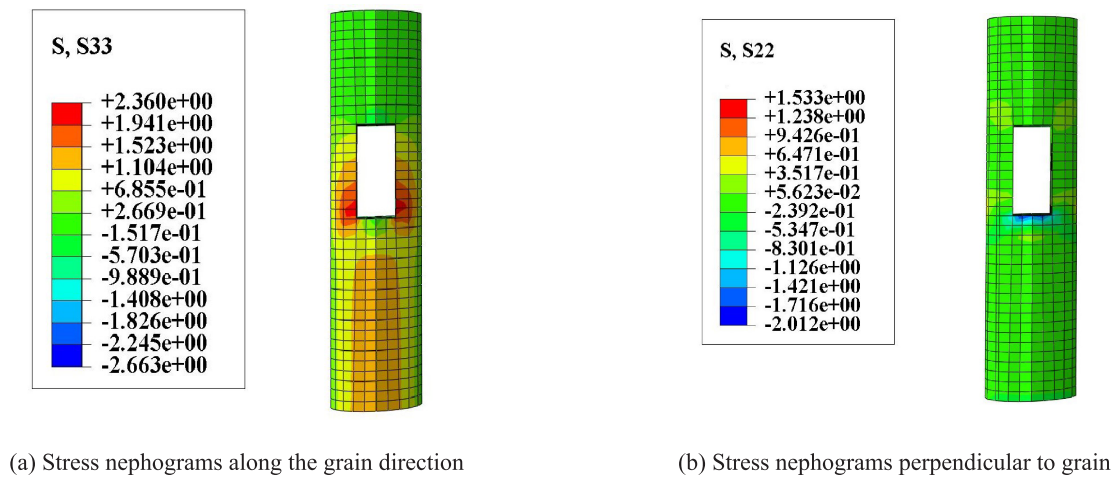 S, S33
+2.360e+00
+1.941e+00
+1.523e+00
+1.104e+00
+6.855e-01
+2.669e-01
-1.517e-01
-5.703e-01
-9.889e-01
-1.408e+00
-1.826e+00
-2.245e+00
-2.663e+00
S, S22
+1.533e+00
+1.238e+00
+9.426e-01
+6.471e-01
+3.517e-01
+5.623e-02
-2.392e-01
-5.347e-01
-8.301e-01
-1.126e+00
-1.421e+00
-1.716e+00
-2.012e+00
(a) Stress nephograms along the grain direction
(b) Stress nephograms perpendicular to grain